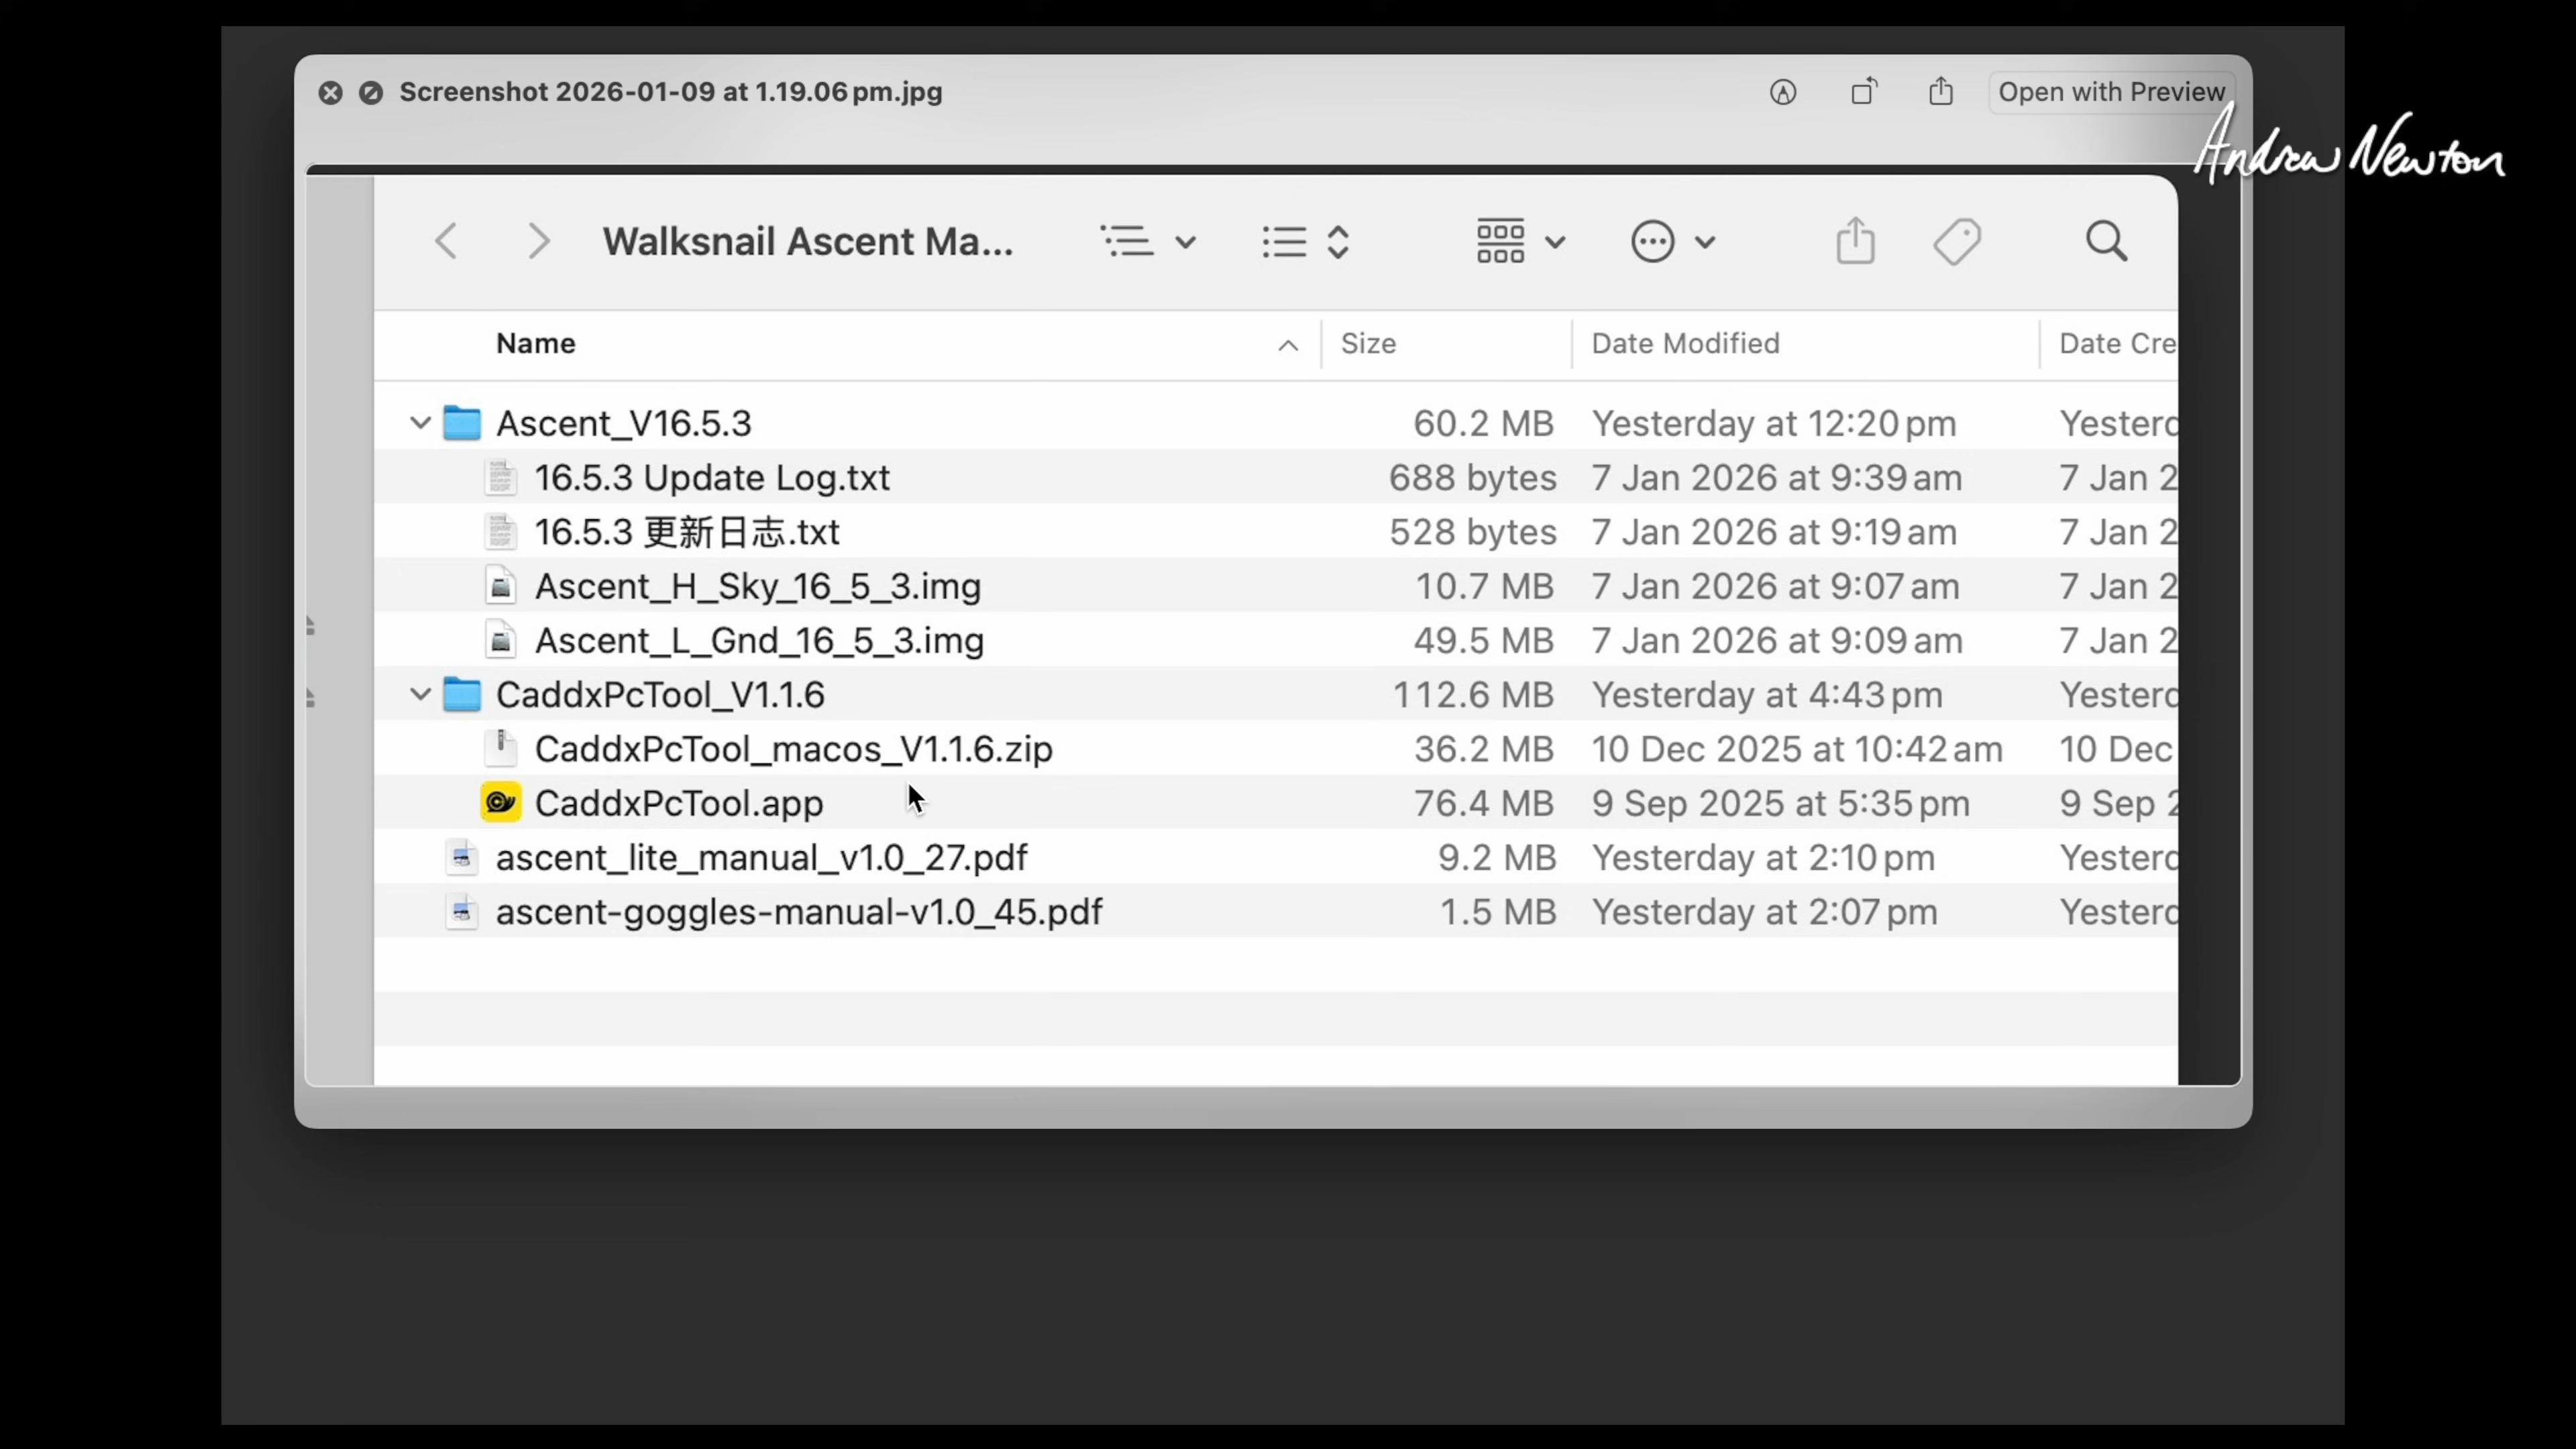 Screenshot 2026-01-09 at 1.19.06 pm.jpg Open with Preview
Andrew Newton
Walksnail Ascent Ma...
Name Size Date Modified Date Cre
Ascent_V16.5.3 60.2 MB Yesterday at 12:20 pm Yesterd
16.5.3 Update Log.txt 688 bytes 7 Jan 2026 at 9:39 am 7 Jan 2
16.5.3 更新日志.txt 528 bytes 7 Jan 2026 at 9:19 am 7 Jan 2
Ascent_H_Sky_16_5_3.img 10.7 MB 7 Jan 2026 at 9:07 am 7 Jan 2
Ascent_L_Gnd_16_5_3.img 49.5 MB 7 Jan 2026 at 9:09 am 7 Jan 2
CaddxPcTool_V1.1.6 112.6 MB Yesterday at 4:43 pm Yesterd
CaddxPcTool_macos_V1.1.6.zip 36.2 MB 10 Dec 2025 at 10:42 am 10 Dec
CaddxPcTool.app 76.4 MB 9 Sep 2025 at 5:35 pm 9 Sep 2
ascent_lite_manual_v1.0_27.pdf 9.2 MB Yesterday at 2:10 pm Yesterd
ascent-goggles-manual-v1.0_45.pdf 1.5 MB Yesterday at 2:07 pm Yesterd